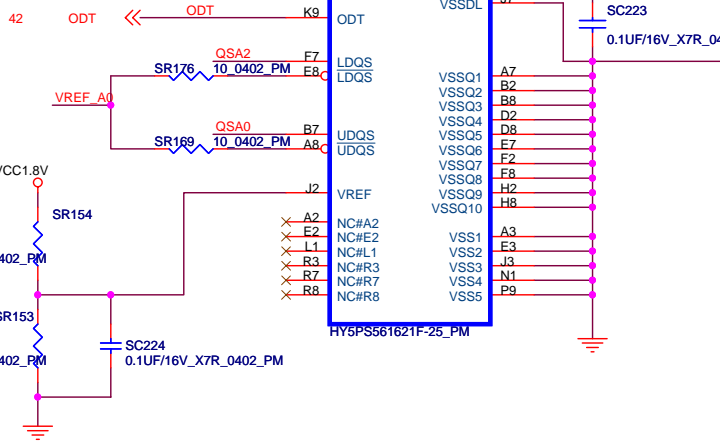 42 ODT ODT K9 ODT
VSSDL
SC223
0.1UF/16V_X7R_04
QSA2 F7 LDQS
SR176 10_0402_PM E8 LDQS
VREF_A0
QSA0 B7 UDQS
SR169 10_0402_PM A8 UDQS
VSSQ1 A7
VSSQ2 B2
VSSQ3 B8
VSSQ4 D2
VSSQ5 D8
VSSQ6 E7
VSSQ7 F2
VSSQ8 F8
VSSQ9 H2
VSSQ10 H8
VCC1.8V
J2 VREF
SR154
0402_PM
A2 NC#A2
E2 NC#E2
L1 NC#L1
R3 NC#R3
R7 NC#R7
R8 NC#R8
VSS1 A3
VSS2 E3
VSS3 J3
VSS4 N1
VSS5 P9
SR153
0402_PM
SC224
0.1UF/16V_X7R_0402_PM
HY5PS561621F-25_PM